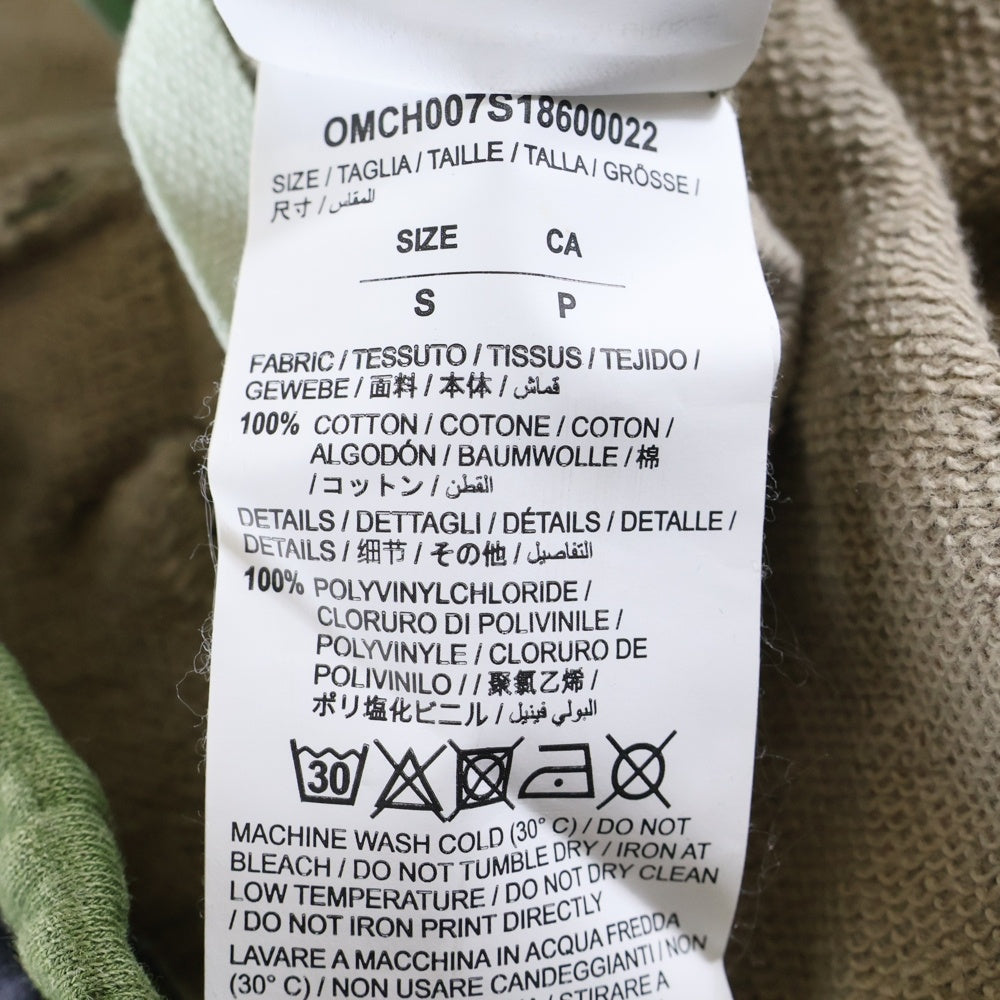 OMCH007S18600022
SIZE / TAGLIA / TAILLE / TALLA / GRÖSSE /
尺寸 / المقاس
SIZE CA
S P
FABRIC / TESSUTO / TISSUS / TEJIDO /
GEWEBE / 面料 / 本体 / قماش
100% COTTON / COTONE / COTON /
ALGODÓN / BAUMWOLLE / 棉
/ コットン / القطن
DETAILS / DETTAGLI / DÉTAILS / DETALLE /
DETAILS / 细节 / その他 / التفاصيل
100% POLYVINYLCHLORIDE /
CLORURO DI POLIVINILE /
POLYVINYLE / CLORURO DE
POLIVINILO / / 聚氯乙烯 /
ポリ塩化ビニル / البولي فينيل
30
MACHINE WASH COLD (30° C) / DO NOT
BLEACH / DO NOT TUMBLE DRY / IRON AT
LOW TEMPERATURE / DO NOT DRY CLEAN
/ DO NOT IRON PRINT DIRECTLY
LAVARE A MACCHINA IN ACQUA FREDDA
(30° C) / NON USARE CANDEGGIANTI / NON
/ STIRARE A